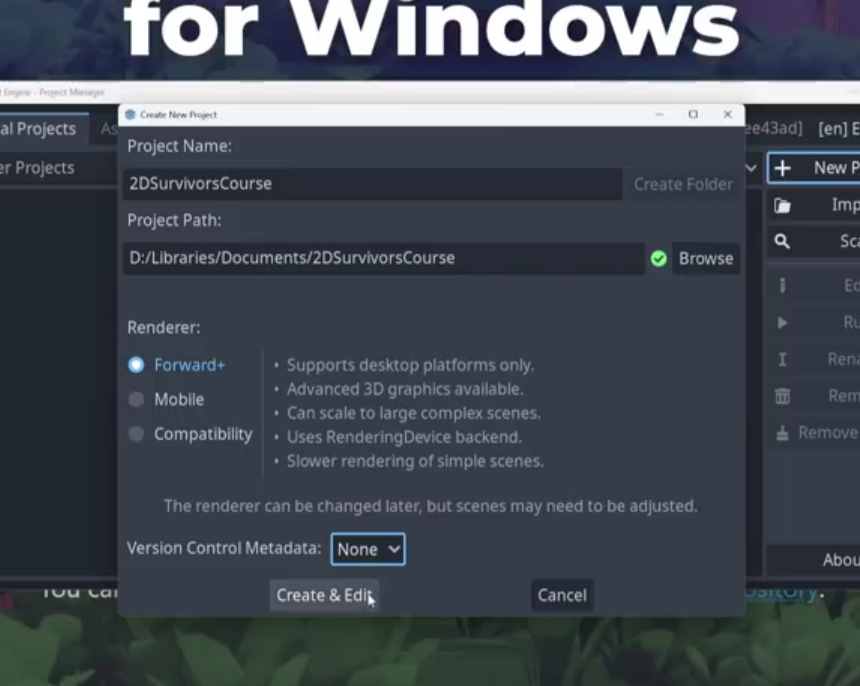 for Windows
Engine - Project Manager
Create New Project
al Projects
As
ee43ad]
[en] E
Project Name:
er Projects
New P
2DSurvivorsCourse
Create Folder
Imp
Project Path:
Sca
D:/Libraries/Documents/2DSurvivorsCourse
Browse
Ed
Renderer:
Ru
Forward+
• Supports desktop platforms only.
Rena
• Advanced 3D graphics available.
Mobile
Rem
• Can scale to large complex scenes.
Compatibility
Remove
• Uses RenderingDevice backend.
• Slower rendering of simple scenes.
The renderer can be changed later, but scenes may need to be adjusted.
Version Control Metadata:
None
Abou
Create & Edit
Cancel
You can
ository.